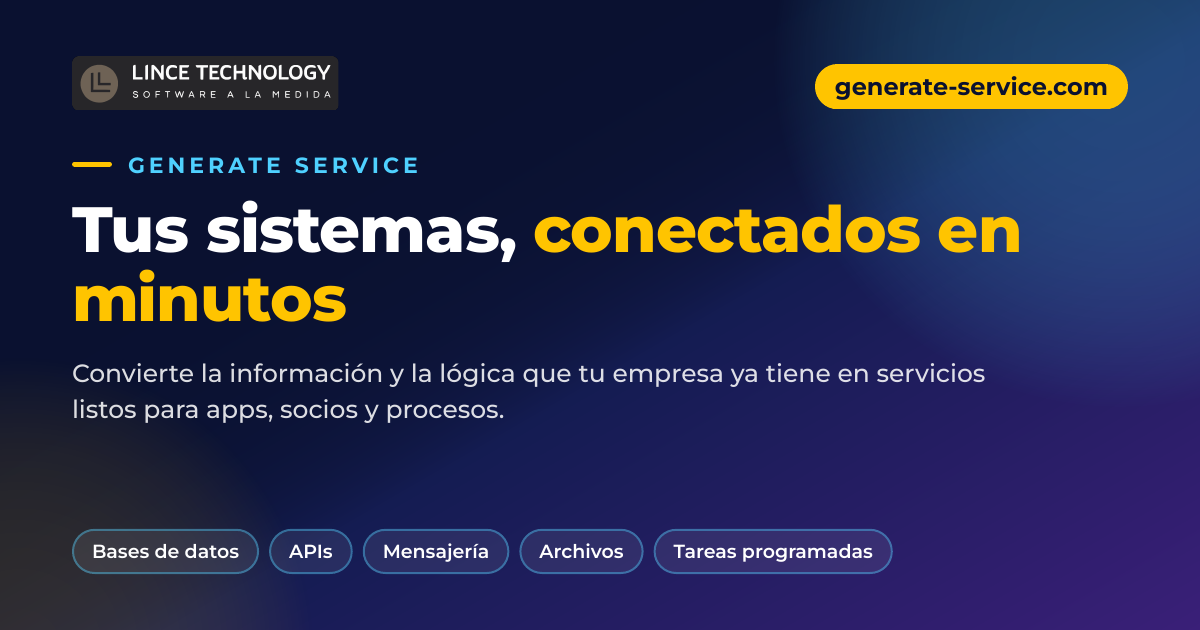 LINCE TECHNOLOGY
SOFTWARE A LA MEDIDA
generate-service.com
GENERATE SERVICE
Tus sistemas, conectados en
minutos
Convierte la información y la lógica que tu empresa ya tiene en servicios
listos para apps, socios y procesos.
Bases de datos
APIs
Mensajería
Archivos
Tareas programadas